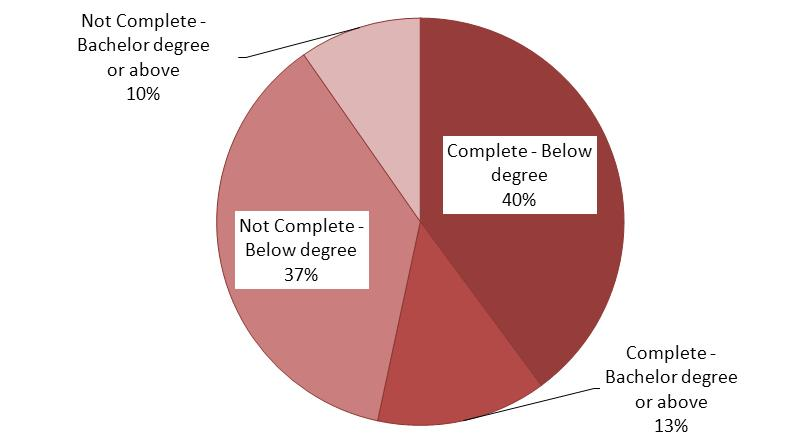 Not Complete -
Bachelor degree
or above
10%
Complete - Below
degree
40%
Not Complete -
Below degree
37%
Complete -
Bachelor degree
or above
13%